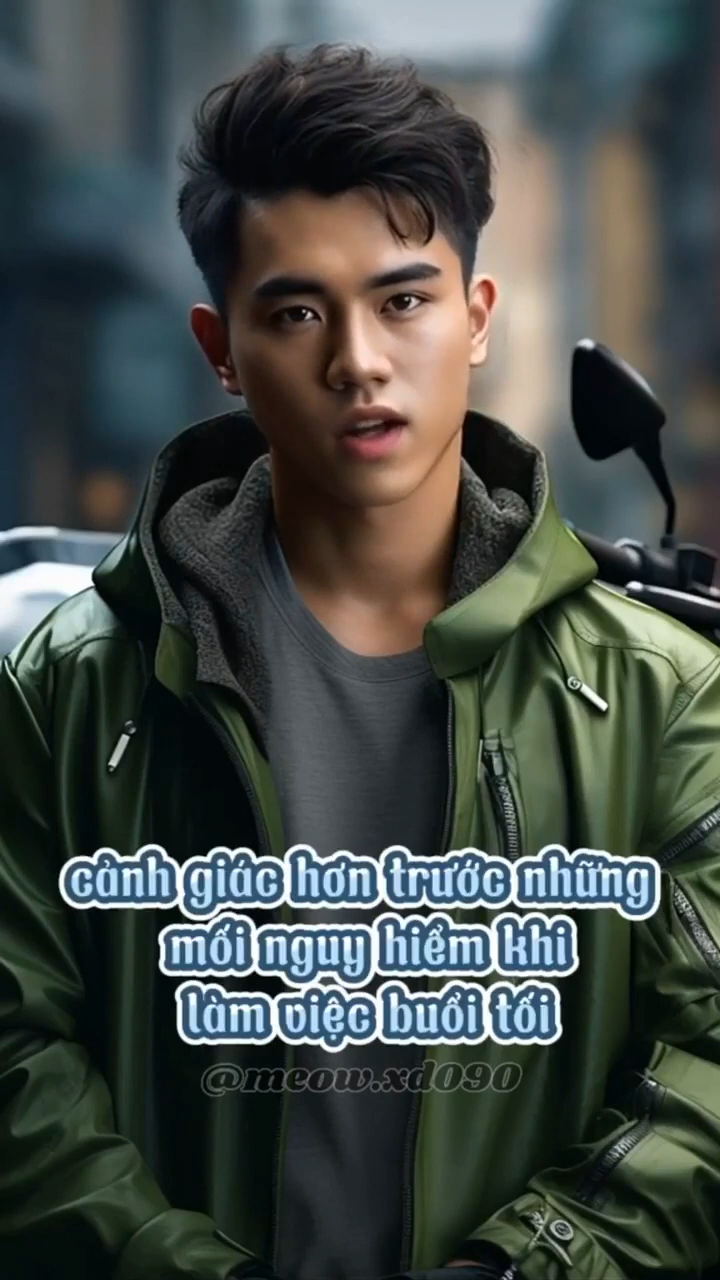 cảnh giác hơn trước những
mối nguy hiểm khi
làm việc buổi tối
@meow.xd090